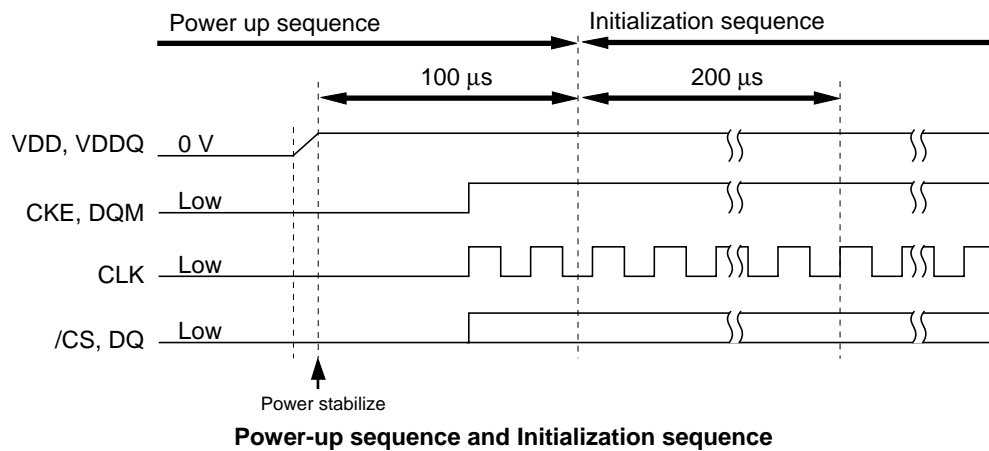 Power up sequence
Initialization sequence
100 μs
200 μs
VDD, VDDQ
0 V
CKE, DQM
Low
CLK
Low
/CS, DQ
Low
Power stabilize
Power-up sequence and Initialization sequence